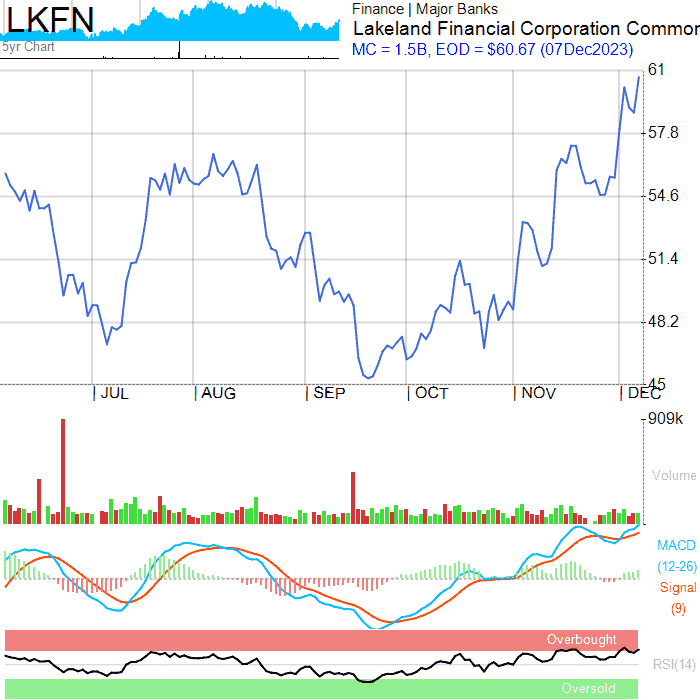 LKFN
5yr Chart
Finance | Major Banks
Lakeland Financial Corporation Common
MC = 1.5B, EOD = $60.67 (07Dec2023)
61
57.8
54.6
51.4
48.2
45
JUL AUG SEP OCT NOV DEC
909k
Volume
MACD
(12-26)
Signal
(9)
Overbought
RSI(14)
Oversold